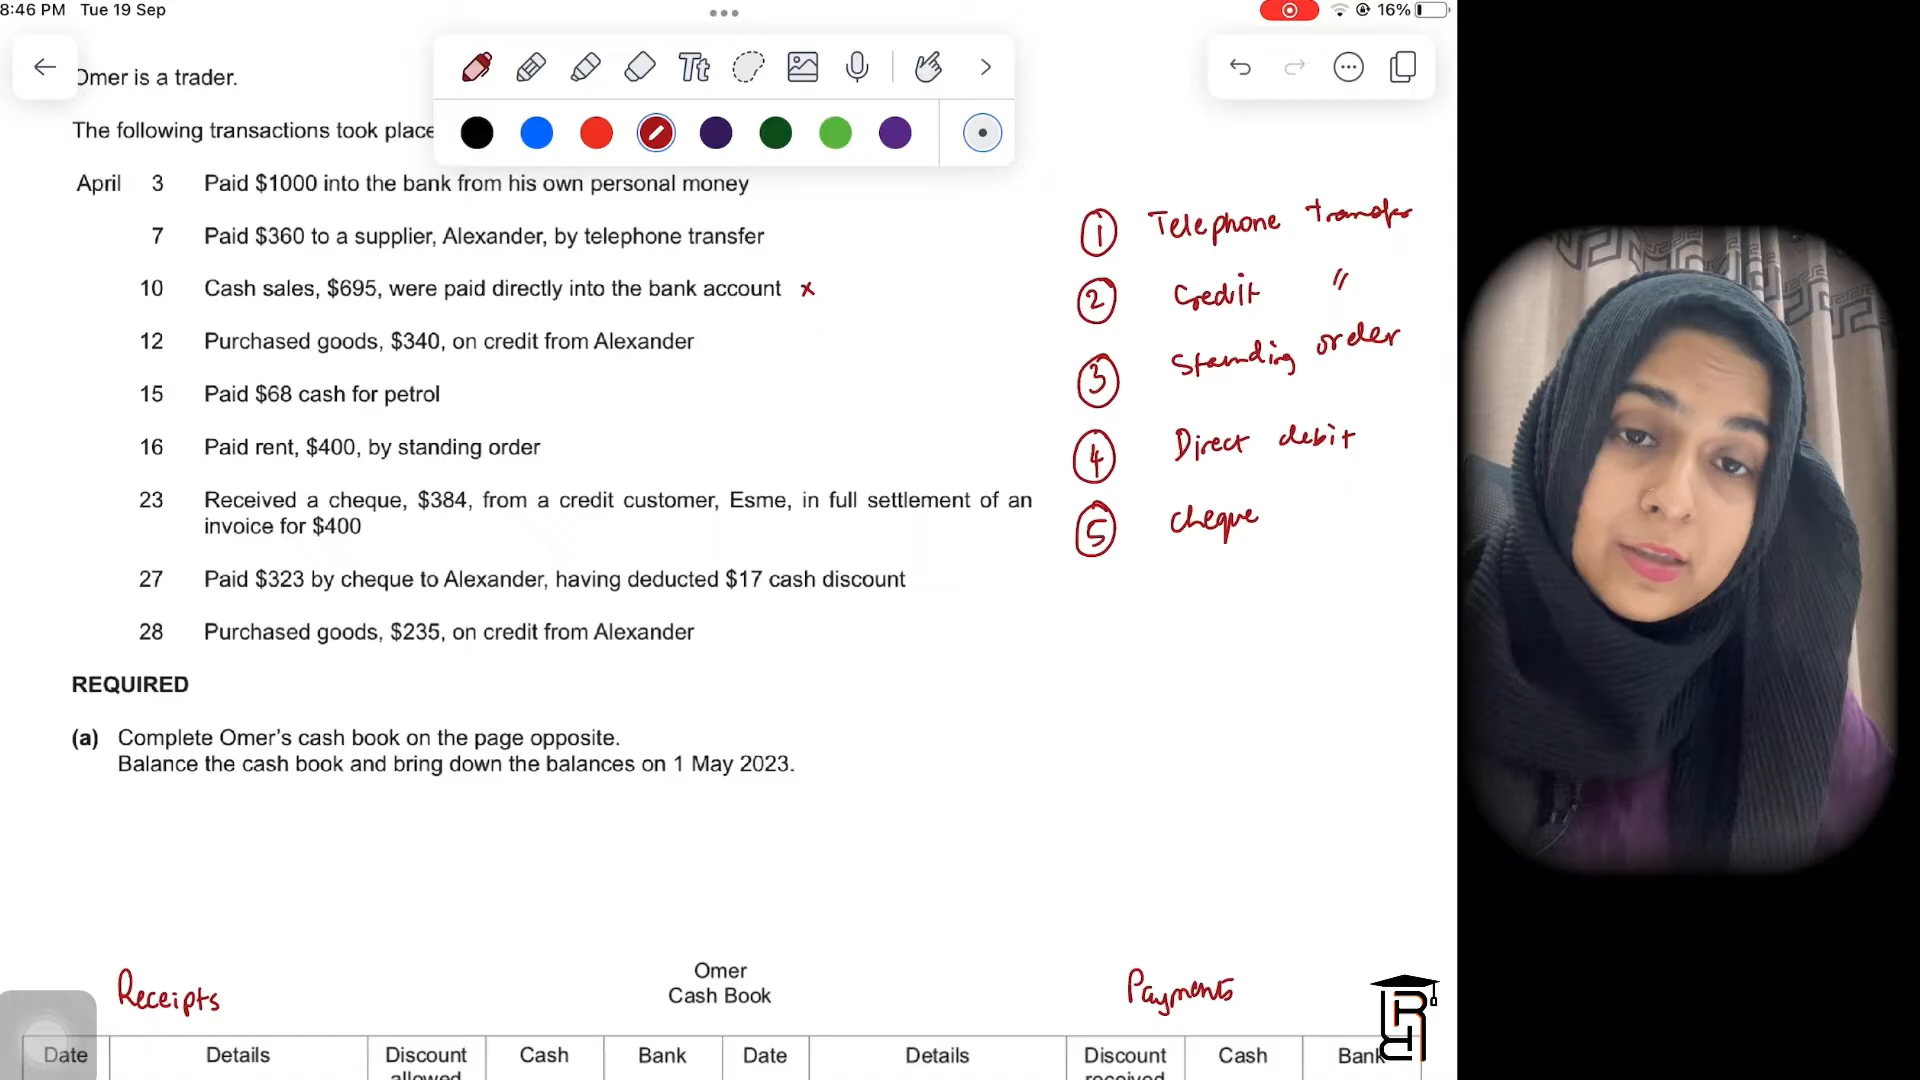 8:46 PM Tue 19 Sep
16%
Omer is a trader.
Tt
The following transactions took place
April 3 Paid $1000 into the bank from his own personal money
7 Paid $360 to a supplier, Alexander, by telephone transfer
10 Cash sales, $695, were paid directly into the bank account x
12 Purchased goods, $340, on credit from Alexander
15 Paid $68 cash for petrol
16 Paid rent, $400, by standing order
23 Received a cheque, $384, from a credit customer, Esme, in full settlement of an
invoice for $400
27 Paid $323 by cheque to Alexander, having deducted $17 cash discount
28 Purchased goods, $235, on credit from Alexander
1 Telephone transfer
2 Credit "
3 Standing order
4 Direct debit
5 cheque
REQUIRED
(a) Complete Omer's cash book on the page opposite.
Balance the cash book and bring down the balances on 1 May 2023.
Receipts
Omer
Cash Book
Payments
Date Details Discount allowed Cash Bank Date Details Discount received Cash Bank